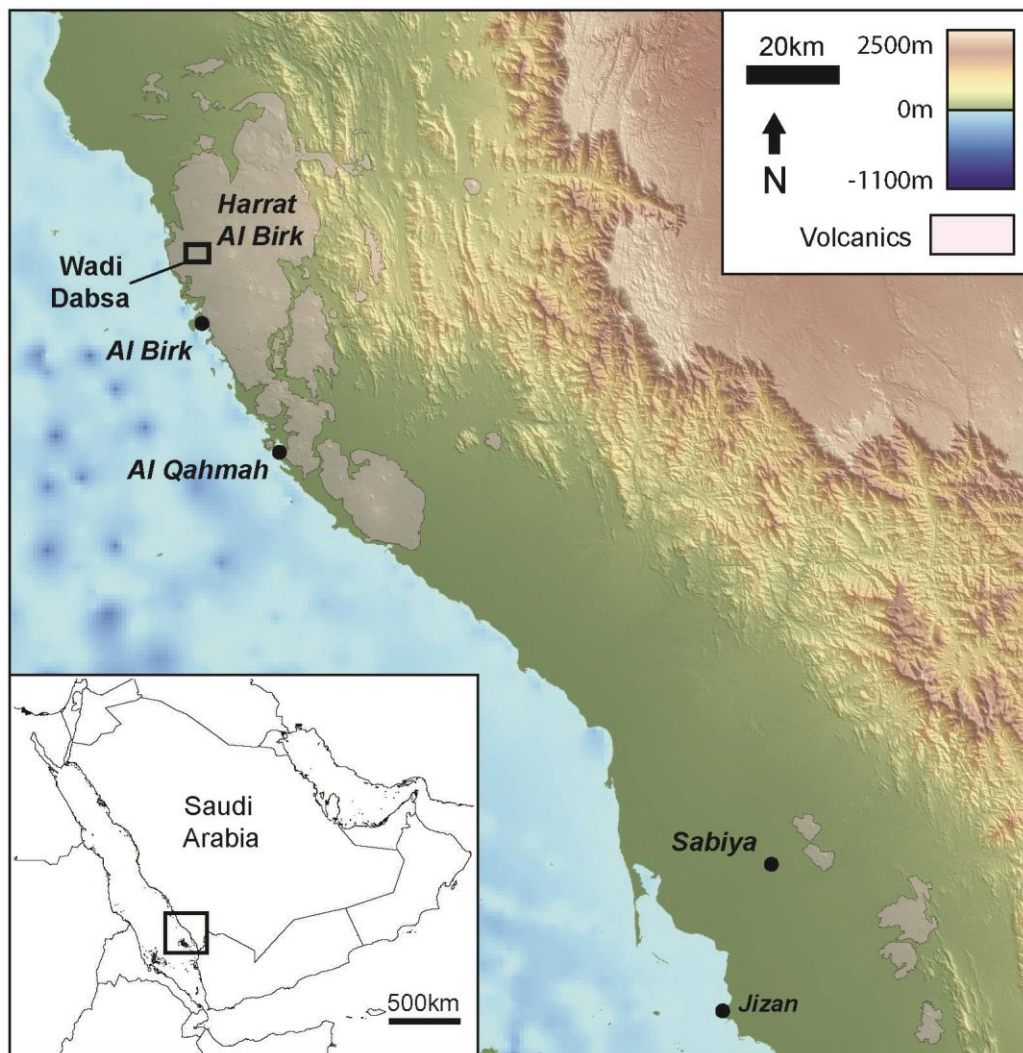 20km
N
2500m
0m
-1100m
Volcanics
Harrat
Al Birk
Wadi
Dabsa
Al Birk
Al Qahmah
Sabiya
Jizan
Saudi
Arabia
500km